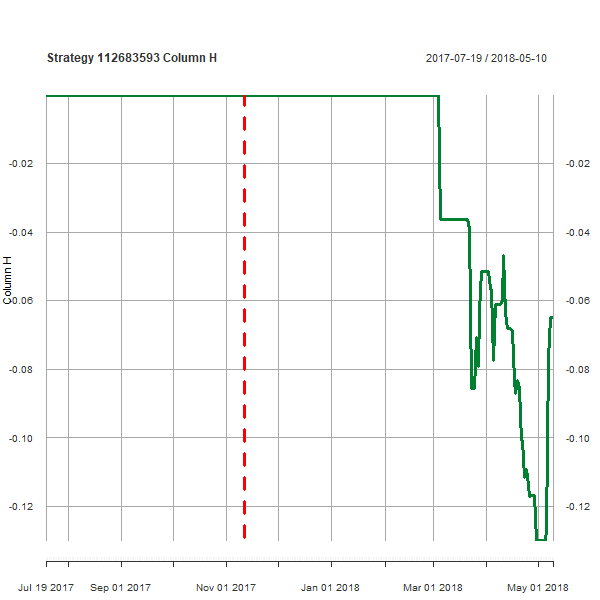 Strategy 112683593 Column H
2017-07-19 / 2018-05-10
-0.02 -0.02
-0.04 -0.04
Column H
-0.06 -0.06
-0.08 -0.08
-0.10 -0.10
-0.12 -0.12
Jul 19 2017 Sep 01 2017 Nov 01 2017 Jan 01 2018 Mar 01 2018 May 01 2018